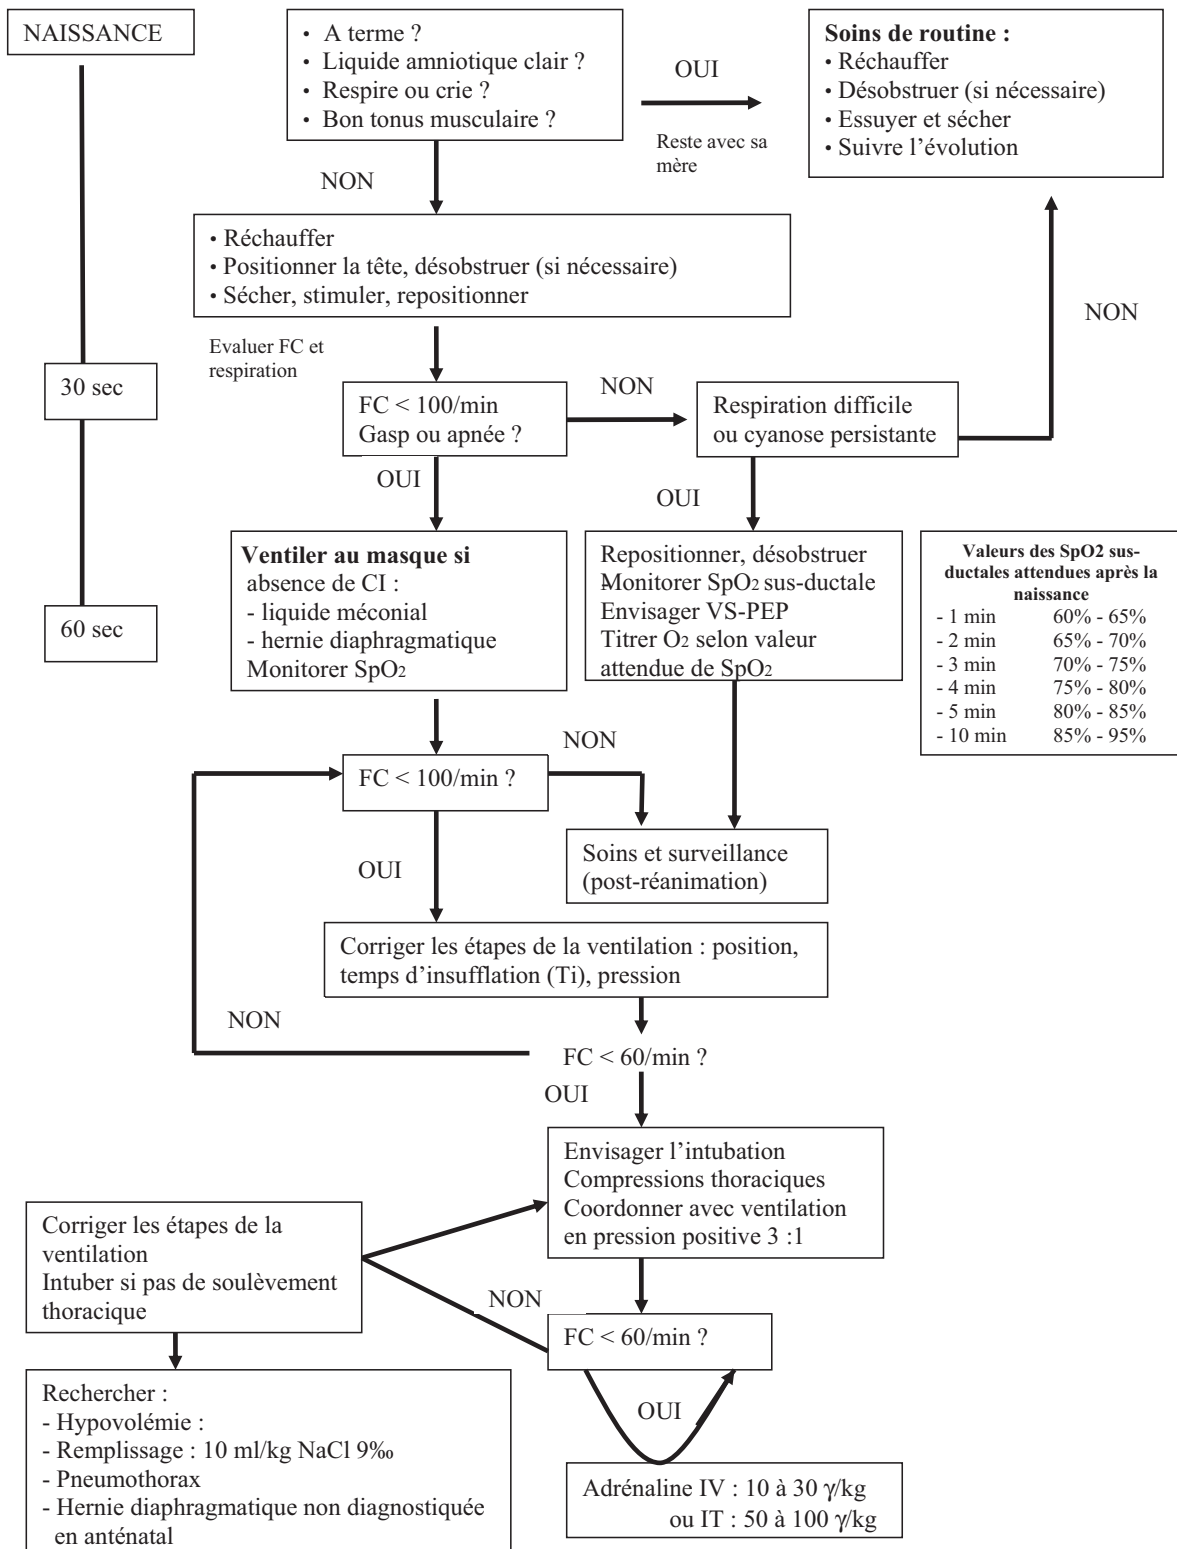 NAISSANCE
• A terme ?
• Liquide amniotique clair ?
• Respire ou crie ?
• Bon tonus musculaire ?
OUI
Reste avec sa
mère
Soins de routine :
• Réchauffer
• Désobstruer (si nécessaire)
• Essuyer et sécher
• Suivre l’évolution
NON
• Réchauffer
• Positionner la tête, désobstruer (si nécessaire)
• Sécher, stimuler, repositionner
NON
Evaluer FC et
respiration
30 sec
FC < 100/min
Gasp ou apnée ?
NON
Respiration difficile
ou cyanose persistante
OUI
OUI
60 sec
Ventiler au masque si
absence de CI :
- liquide méconial
- hernie diaphragmatique
Monitorer SpO2
Repositionner, désobstruer
Monitorer SpO2 sus-ductale
Envisager VS-PEP
Titrer O2 selon valeur
attendue de SpO2
Valeurs des SpO2 sus-
ductales attendues après la
naissance
- 1 min 60% - 65%
- 2 min 65% - 70%
- 3 min 70% - 75%
- 4 min 75% - 80%
- 5 min 80% - 85%
- 10 min 85% - 95%
FC < 100/min ?
NON
OUI
Soins et surveillance
(post-réanimation)
Corriger les étapes de la ventilation : position,
temps d’insufflation (Ti), pression
NON
FC < 60/min ?
OUI
Envisager l’intubation
Compressions thoraciques
Coordonner avec ventilation
en pression positive 3 :1
Corriger les étapes de la
ventilation
Intuber si pas de soulèvement
thoracique
NON
FC < 60/min ?
OUI
Rechercher :
- Hypovolémie :
- Remplissage : 10 ml/kg NaCl 9‰
- Pneumothorax
- Hernie diaphragmatique non diagnostiquée
en anténatal
Adrénaline IV : 10 à 30 γ/kg
ou IT : 50 à 100 γ/kg